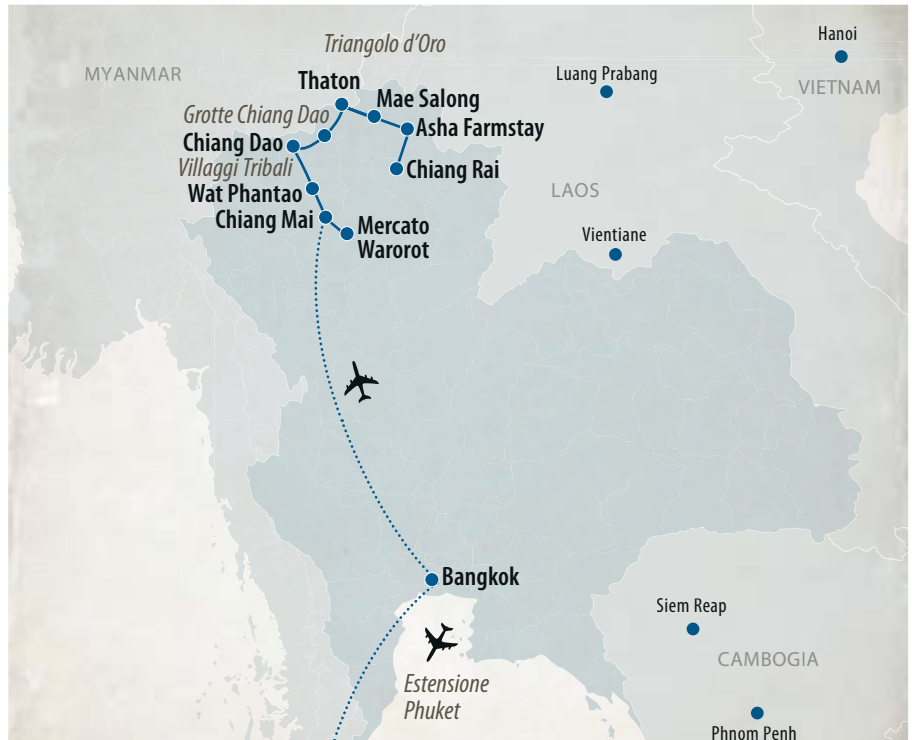 Hanoi
Triangolo d'Oro
MYANMAR
Luang Prabang
VIETNAM
Thaton
Mae Salong
Grotte Chiang Dao
Asha Farmstay
Chiang Dao
Villaggi Tribali
Chiang Rai
Wat Phantao
LAOS
Chiang Mai
Mercato
Warorot
Vientiane
Bangkok
Siem Reap
CAMBOGIA
Estensione
Phuket
Phnom Penh